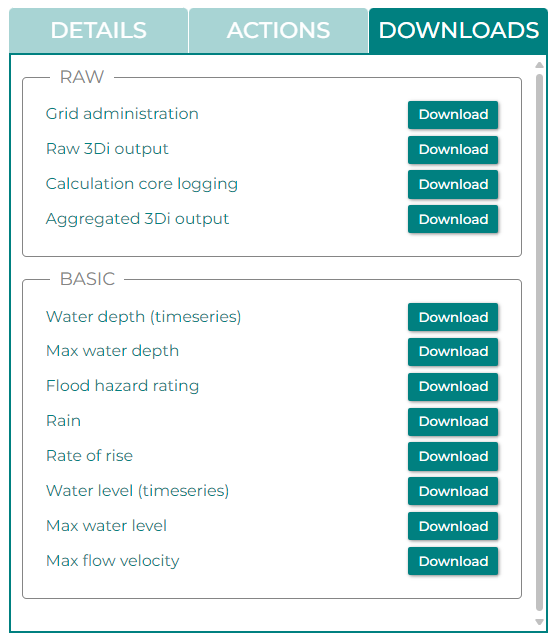 DETAILS ACTIONS DOWNLOADS
RAW
Grid administration Download
Raw 3Di output Download
Calculation core logging Download
Aggregated 3Di output Download
BASIC
Water depth (timeseries) Download
Max water depth Download
Flood hazard rating Download
Rain Download
Rate of rise Download
Water level (timeseries) Download
Max water level Download
Max flow velocity Download